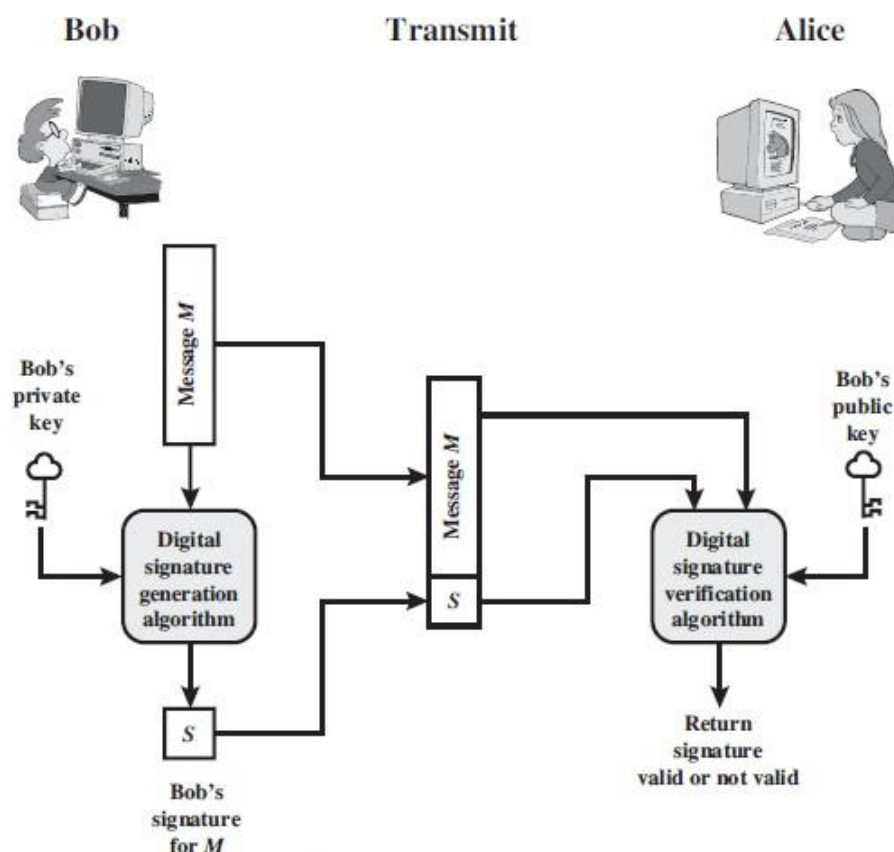 Bob
Transmit
Alice
Message M
Bob's
private
key
Message M
Bob's
public
key
Digital
signature
generation
algorithm
S
Digital
signature
verification
algorithm
S
Bob's
signature
for M
Return
signature
valid or not valid